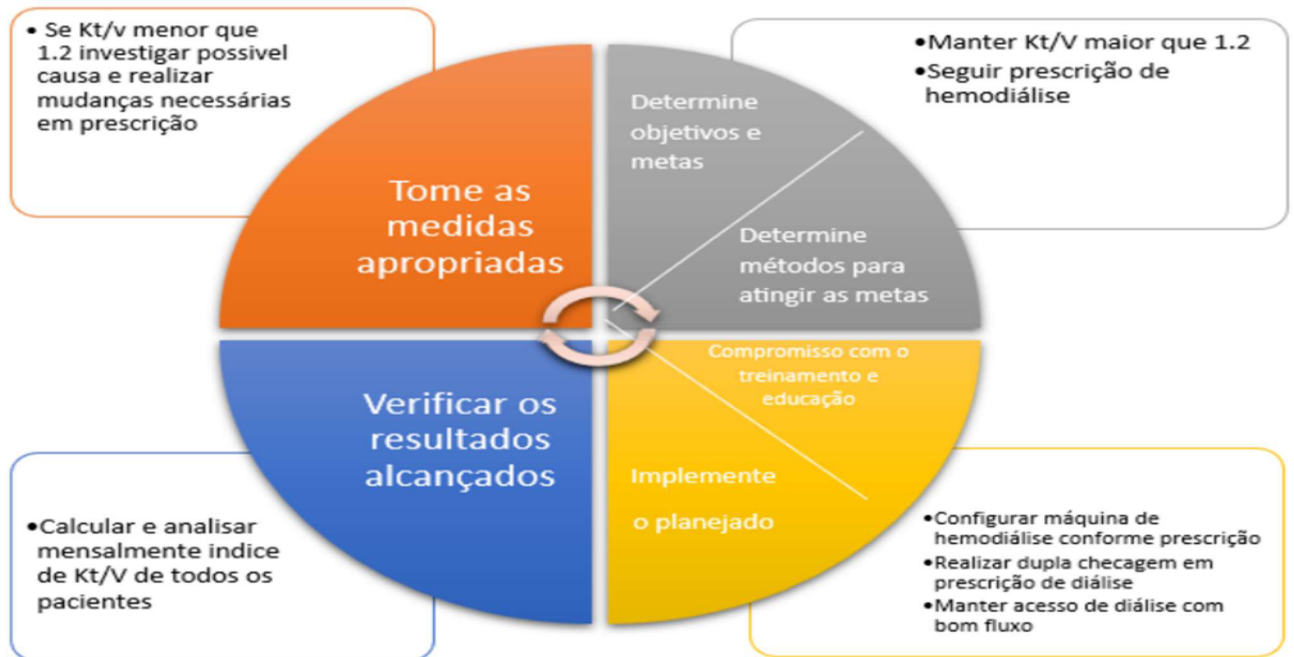 • Se Kt/v menor que
1.2 investigar possivel
causa e realizar
mudanças necessárias
em prescrição
•Manter Kt/V maior que 1.2
•Seguir prescrição de
hemodiálise
Tome as
medidas
apropriadas
Determine
objetivos e
metas
Determine
métodos para
atingir as metas
Verificar os
resultados
alcançados
Compromisso com o
treinamento e
educação
Implemente
o planejado
•Calcular e analisar
mensalmente indice
de Kt/V de todos os
pacientes
•Configurar máquina de
hemodiálise conforme prescrição
•Realizar dupla checagem em
prescrição de diálise
•Manter acesso de diálise com
bom fluxo